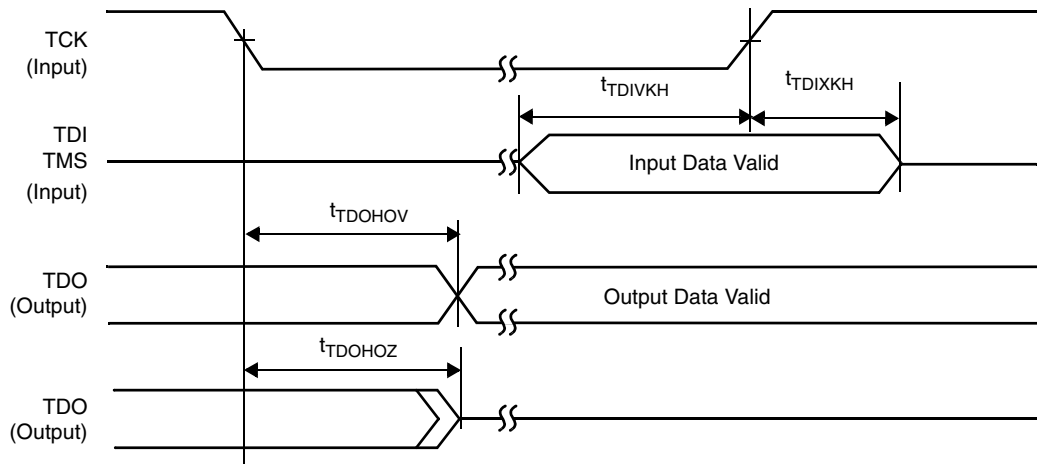 TCK
(Input)
tTDIVKH
tTDIXKH
TDI
TMS
(Input)
Input Data Valid
tTDOHOV
TDO
(Output)
Output Data Valid
tTDOHOZ
TDO
(Output)